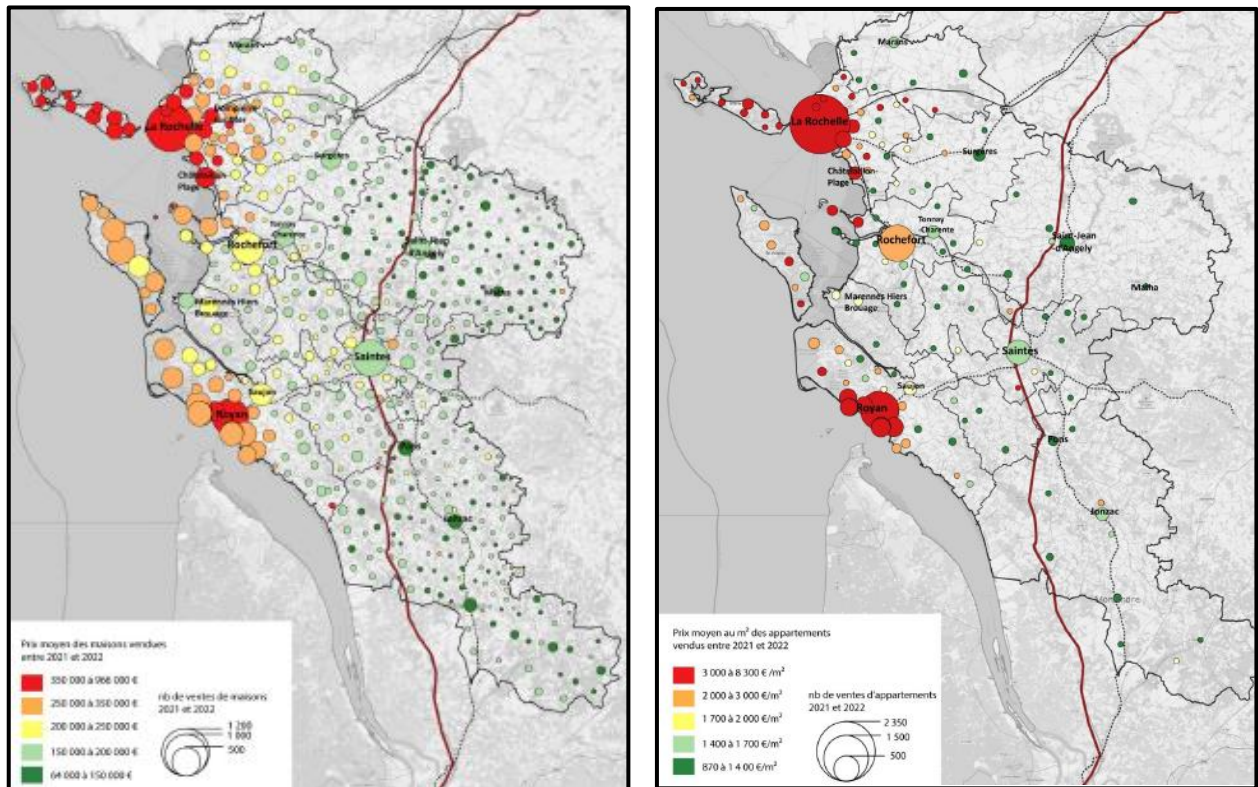 Marans
La Rochelle
Surgères
Châtelaillon-
Plage
Tonnay
Charente
Rochefort
Saint-Jean
d'Angely
Matha
Marennes Hiers
Brouage
Saintes
Saujon
Royan
Pons
Jonzac
Prix moyen des maisons vendues
entre 2021 et 2022
350 000 à 966 000 €
250 000 à 350 000 €
200 000 à 250 000 €
150 000 à 200 000 €
64 000 à 150 000 €
nb de ventes de maisons
2021 et 2022
1 200
1 000
500
Marans
La Rochelle
Surgères
Châtelaillon-
Plage
Tonnay
Charente
Rochefort
Saint-Jean
d'Angely
Matha
Marennes Hiers
Brouage
Saintes
Saujon
Royan
Pons
Jonzac
Prix moyen au m² des appartements
vendus entre 2021 et 2022
3 000 à 8 300 €/m²
2 000 à 3 000 €/m²
1 700 à 2 000 €/m²
1 400 à 1 700 €/m²
870 à 1 4 00 €/m²
nb de ventes d'appartements
2021 et 2022
2 350
1 500
500